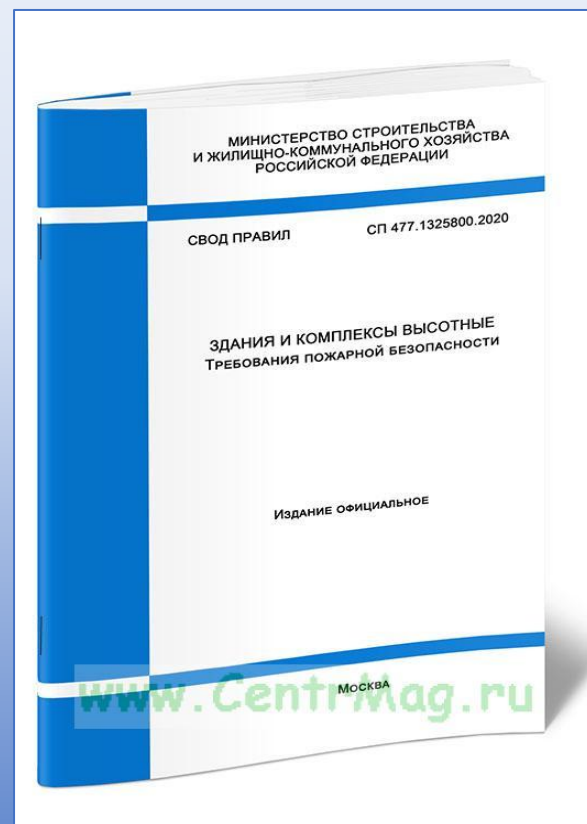 МИНИСТЕРСТВО СТРОИТЕЛЬСТВА
И ЖИЛИЩНО-КОММУНАЛЬНОГО ХОЗЯЙСТВА
РОССИЙСКОЙ ФЕДЕРАЦИИ
СВОД ПРАВИЛ СП 477.1325800.2020
ЗДАНИЯ И КОМПЛЕКСЫ ВЫСОТНЫЕ
ТРЕБОВАНИЯ ПОЖАРНОЙ БЕЗОПАСНОСТИ
ИЗДАНИЕ ОФИЦИАЛЬНОЕ
МОСКВА
www.CentrMag.ru